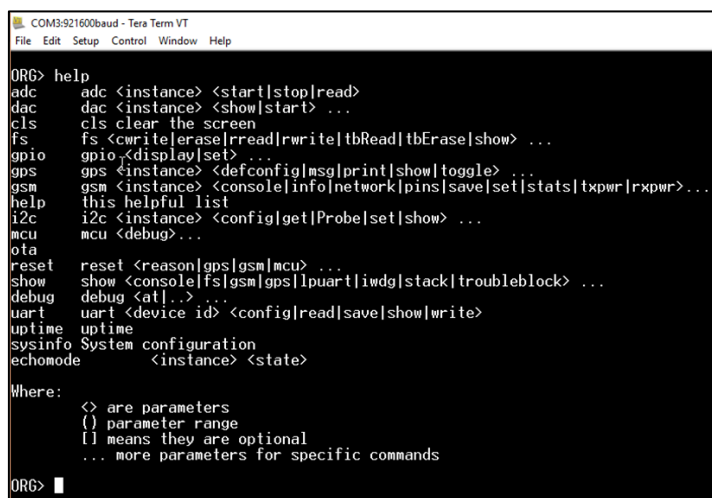 COM3:921600baud - Tera Term VT
File Edit Setup Control Window Help
ORG> help
adc adc <instance> <start|stop|read>
dac dac <instance> <show|start> ...
cls cls clear the screen
fs fs <cwrite|erase|rread|rwrite|tbRead|tbErase|show> ...
gpio gpio <display|set> ...
gps gps <instance> <defconfig|msg|print|show|toggle> ...
gsm gsm <instance> <console|info|network|pins|save|set|stats|txpwr|rxpwr>...
help this helpful list
i2c i2c <instance> <config|get|Probe|set|show> ...
mcu mcu <debug>...
ota
reset reset <reason|gps|gsm|mcu> ...
show show <console|fs|gsm|gps|lpuart|iwdg|stack|troubleblock> ...
debug debug <at|..> ...
uart uart <device id> <config|read|save|show|write>
uptime uptime
sysinfo System configuration
echomode <instance> <state>
Where:
<> are parameters
() parameter range
[] means they are optional
... more parameters for specific commands
ORG>